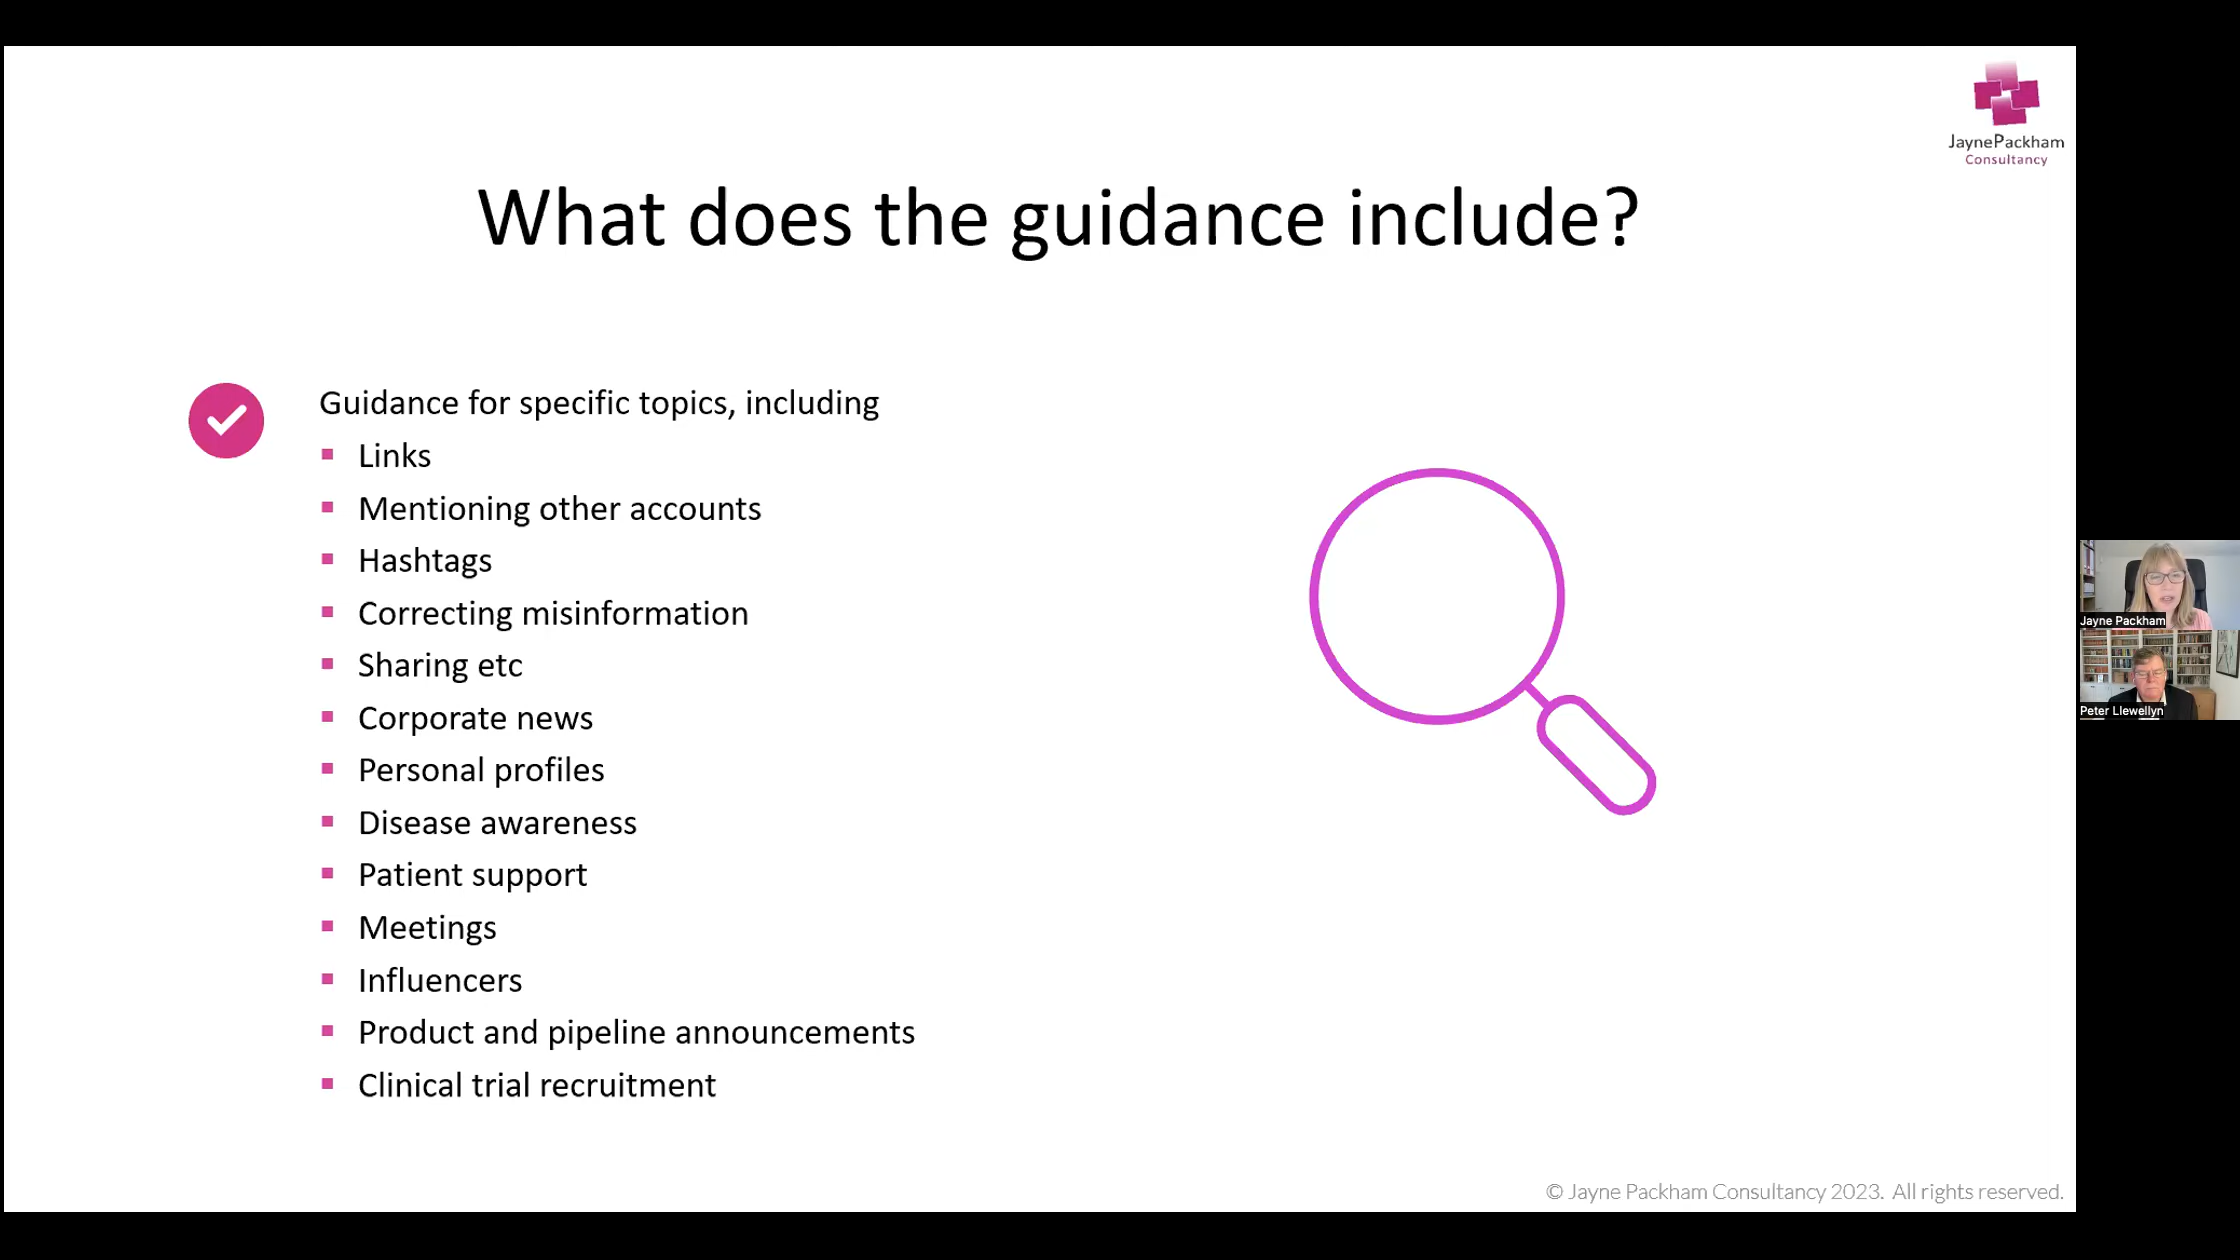 JaynePackham
Consultancy
What does the guidance include?
Guidance for specific topics, including
Links
Mentioning other accounts
Hashtags
Correcting misinformation
Sharing etc
Corporate news
Personal profiles
Disease awareness
Patient support
Meetings
Influencers
Product and pipeline announcements
Clinical trial recruitment
Jayne Packham
Peter Llewellyn
© Jayne Packham Consultancy 2023. All rights reserved.